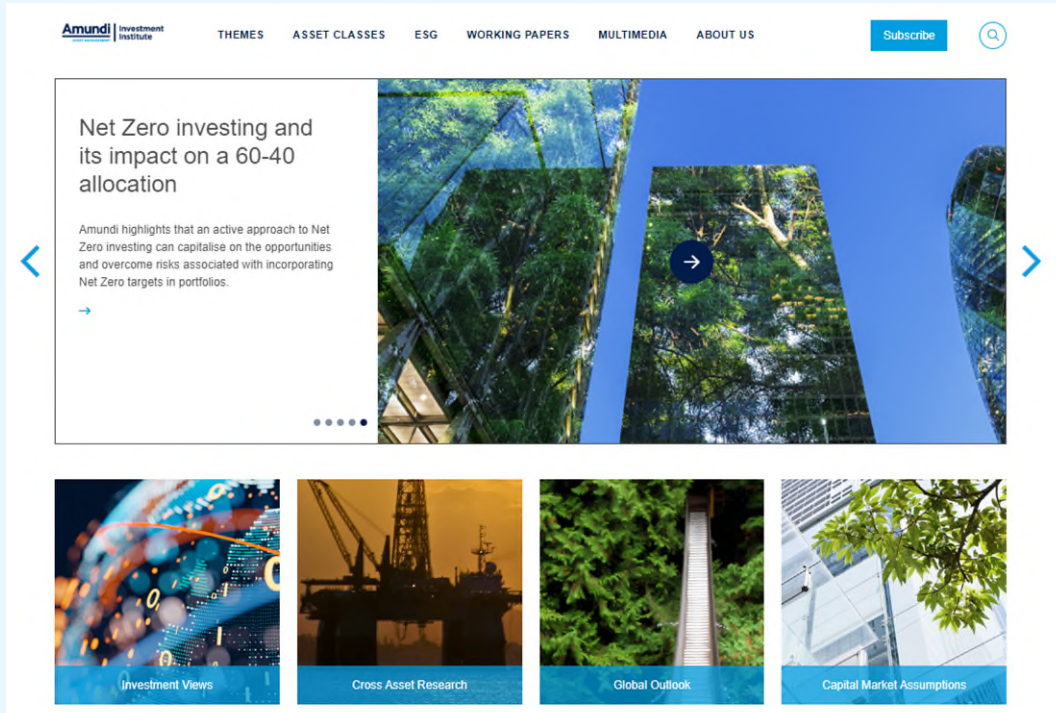 Amundi Investment Institute
ASSET MANAGEMENT
THEMES ASSET CLASSES ESG WORKING PAPERS MULTIMEDIA ABOUT US Subscribe
Net Zero investing and
its impact on a 60-40
allocation
Amundi highlights that an active approach to Net
Zero investing can capitalise on the opportunities
and overcome risks associated with incorporating
Net Zero targets in portfolios.
Investment Views Cross Asset Research Global Outlook Capital Market Assumptions